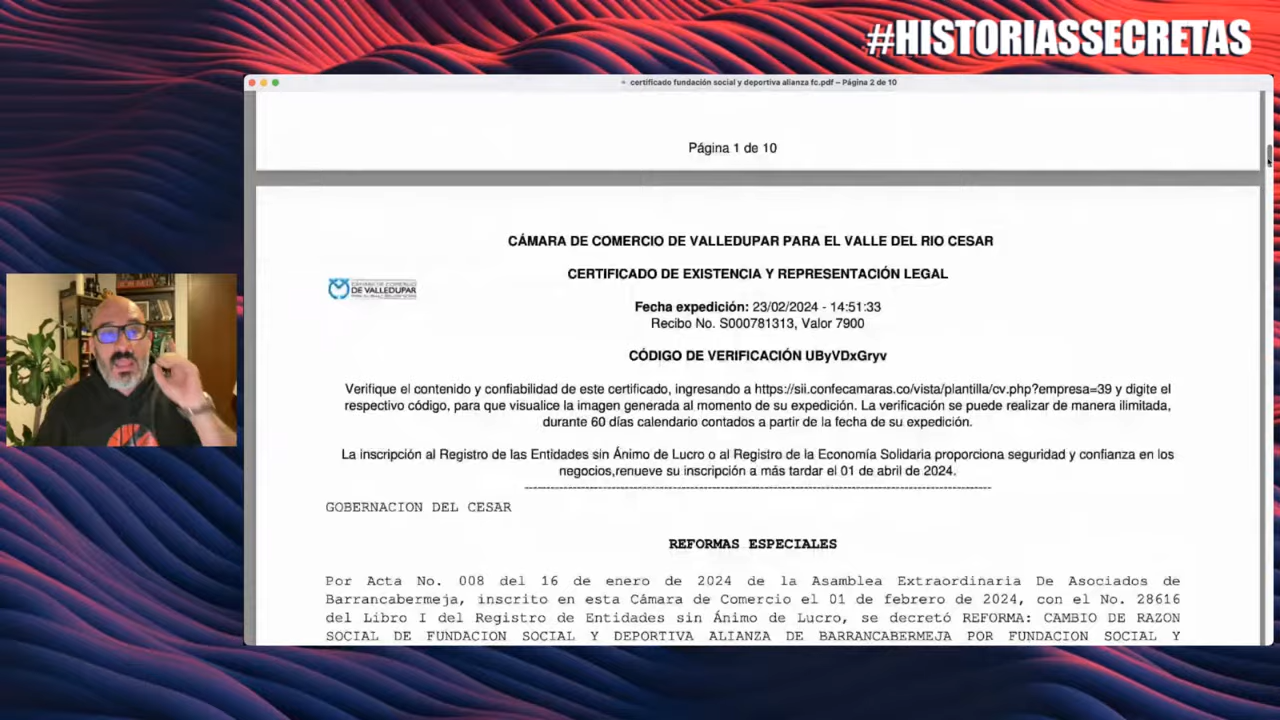 #HISTORIASSECRETAS
certificado fundación social y deportiva alianza fc.pdf – Página 2 de 10
Página 1 de 10
CÁMARA DE COMERCIO DE VALLEDUPAR PARA EL VALLE DEL RIO CESAR
CERTIFICADO DE EXISTENCIA Y REPRESENTACIÓN LEGAL
CÁMARA DE COMERCIO
DE VALLEDUPAR
Fecha expedición: 23/02/2024 - 14:51:33
Recibo No. S000781313, Valor 7900
CÓDIGO DE VERIFICACIÓN UByVDxGryv
Verifique el contenido y confiabilidad de este certificado, ingresando a https://sii.confecamaras.co/vista/plantilla/cv.php?empresa=39 y digite el
respectivo código, para que visualice la imagen generada al momento de su expedición. La verificación se puede realizar de manera ilimitada,
durante 60 días calendario contados a partir de la fecha de su expedición.
La inscripción al Registro de las Entidades sin Ánimo de Lucro o al Registro de la Economía Solidaria proporciona seguridad y confianza en los
negocios,renueve su inscripción a más tardar el 01 de abril de 2024.
GOBERNACION DEL CESAR
REFORMAS ESPECIALES
Por Acta No. 008 del 16 de enero de 2024 de la Asamblea Extraordinaria De Asociados de
Barrancabermeja, inscrito en esta Cámara de Comercio el 01 de febrero de 2024, con el No. 28616
del Libro I del Registro de Entidades sin Ánimo de Lucro, se decretó REFORMA: CAMBIO DE RAZON
SOCIAL DE FUNDACION SOCIAL Y DEPORTIVA ALIANZA DE BARRANCABERMEJA POR FUNDACION SOCIAL Y